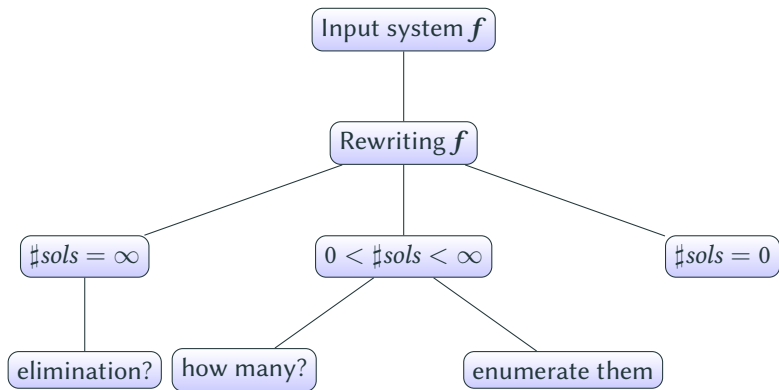 Input system f
Rewriting f
♯sols = ∞
0 < ♯sols < ∞
♯sols = 0
elimination?
how many?
enumerate them